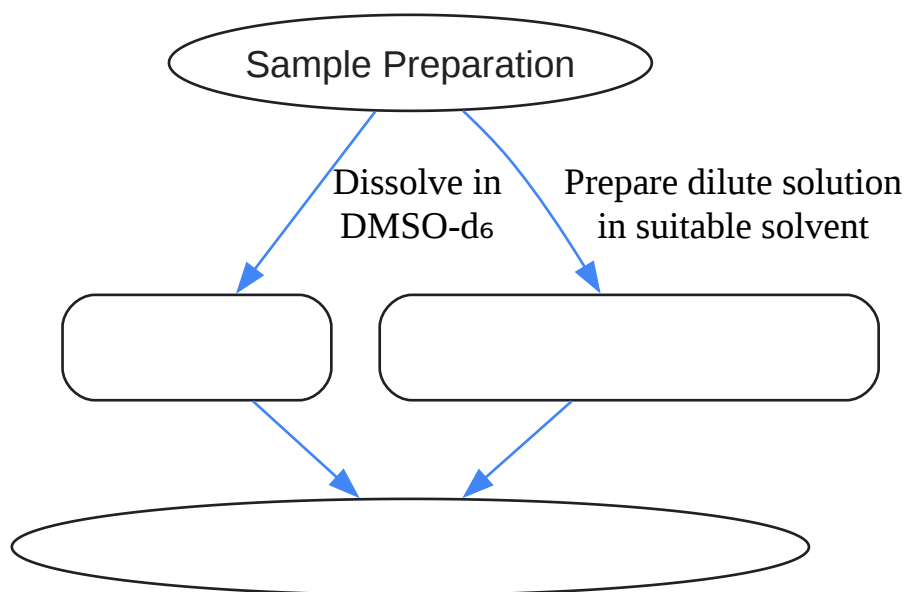 Sample Preparation
Dissolve in
DMSO-d₆
Prepare dilute solution
in suitable solvent